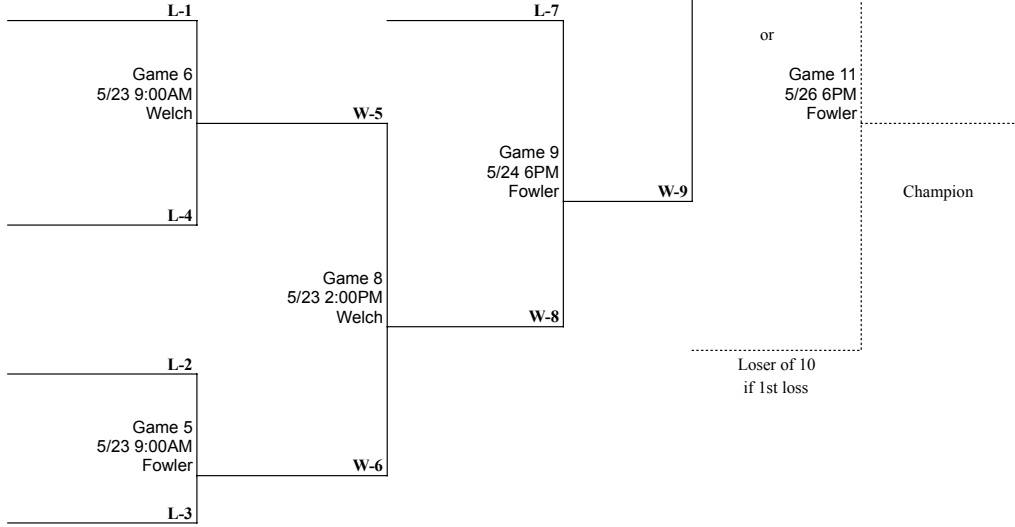 L-1
L-7
or
Game 6
5/23 9:00AM
Welch
Game 11
5/26 6PM
Fowler
W-5
Game 9
5/24 6PM
Fowler
W-9
Champion
L-4
Game 8
5/23 2:00PM
Welch
W-8
L-2
Loser of 10
if 1st loss
Game 5
5/23 9:00AM
Fowler
W-6
L-3